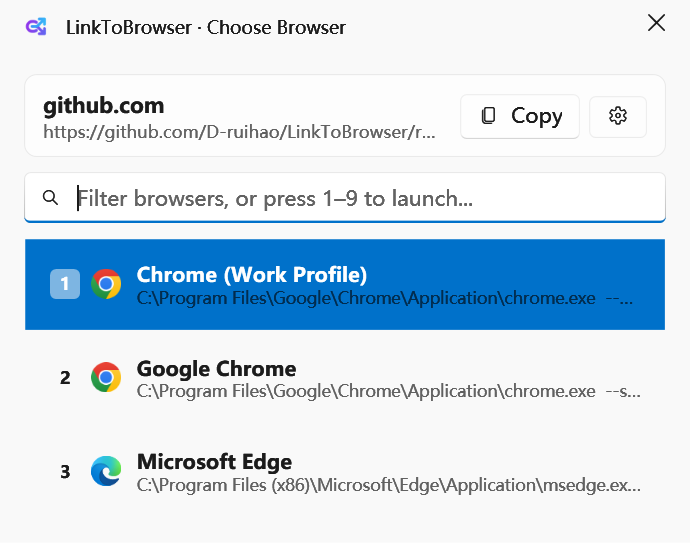 LinkToBrowser · Choose Browser
github.com
https://github.com/D-ruihao/LinkToBrowser/r...
Copy
Filter browsers, or press 1–9 to launch...
1
Chrome (Work Profile)
C:\Program Files\Google\Chrome\Application\chrome.exe --...
2
Google Chrome
C:\Program Files\Google\Chrome\Application\chrome.exe --s...
3
Microsoft Edge
C:\Program Files (x86)\Microsoft\Edge\Application\msedge.ex...